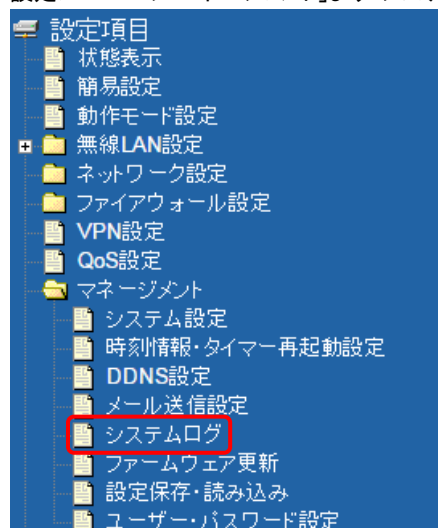 設定項目
状態表示
簡易設定
動作モード設定
無線LAN設定
ネットワーク設定
ファイアウォール設定
VPN設定
QoS設定
マネージメント
システム設定
時刻情報・タイマー再起動設定
DDNS設定
メール送信設定
システムログ
ファームウェア更新
設定保存・読み込み
ユーザー・パスワード設定